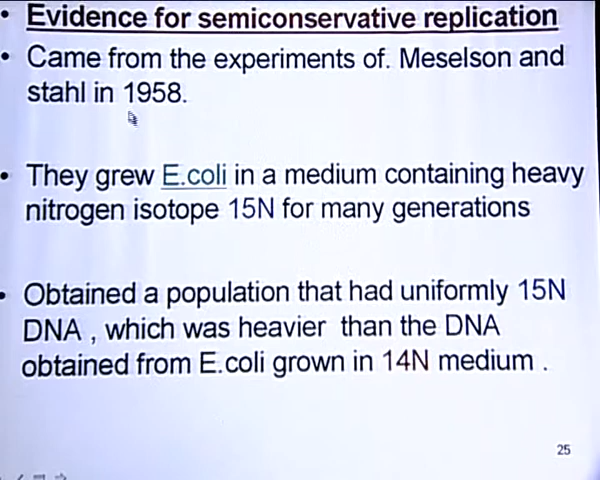 • Evidence for semiconservative replication
• Came from the experiments of. Meselson and
stahl in 1958.
• They grew E.coli in a medium containing heavy
nitrogen isotope 15N for many generations
• Obtained a population that had uniformly 15N
DNA , which was heavier than the DNA
obtained from E.coli grown in 14N medium .
25